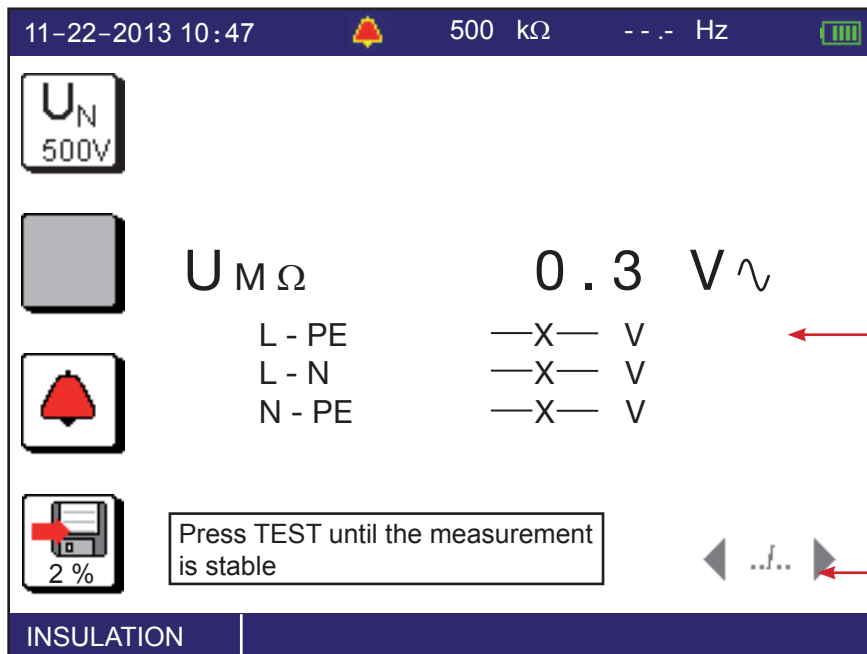 11-22-2013 10:47 500 kΩ - - .- Hz
UN
500V
U MΩ 0.3 V
L - PE —X— V
L - N —X— V
N - PE —X— V
2 %
Press TEST until the measurement
is stable
../..
INSULATION